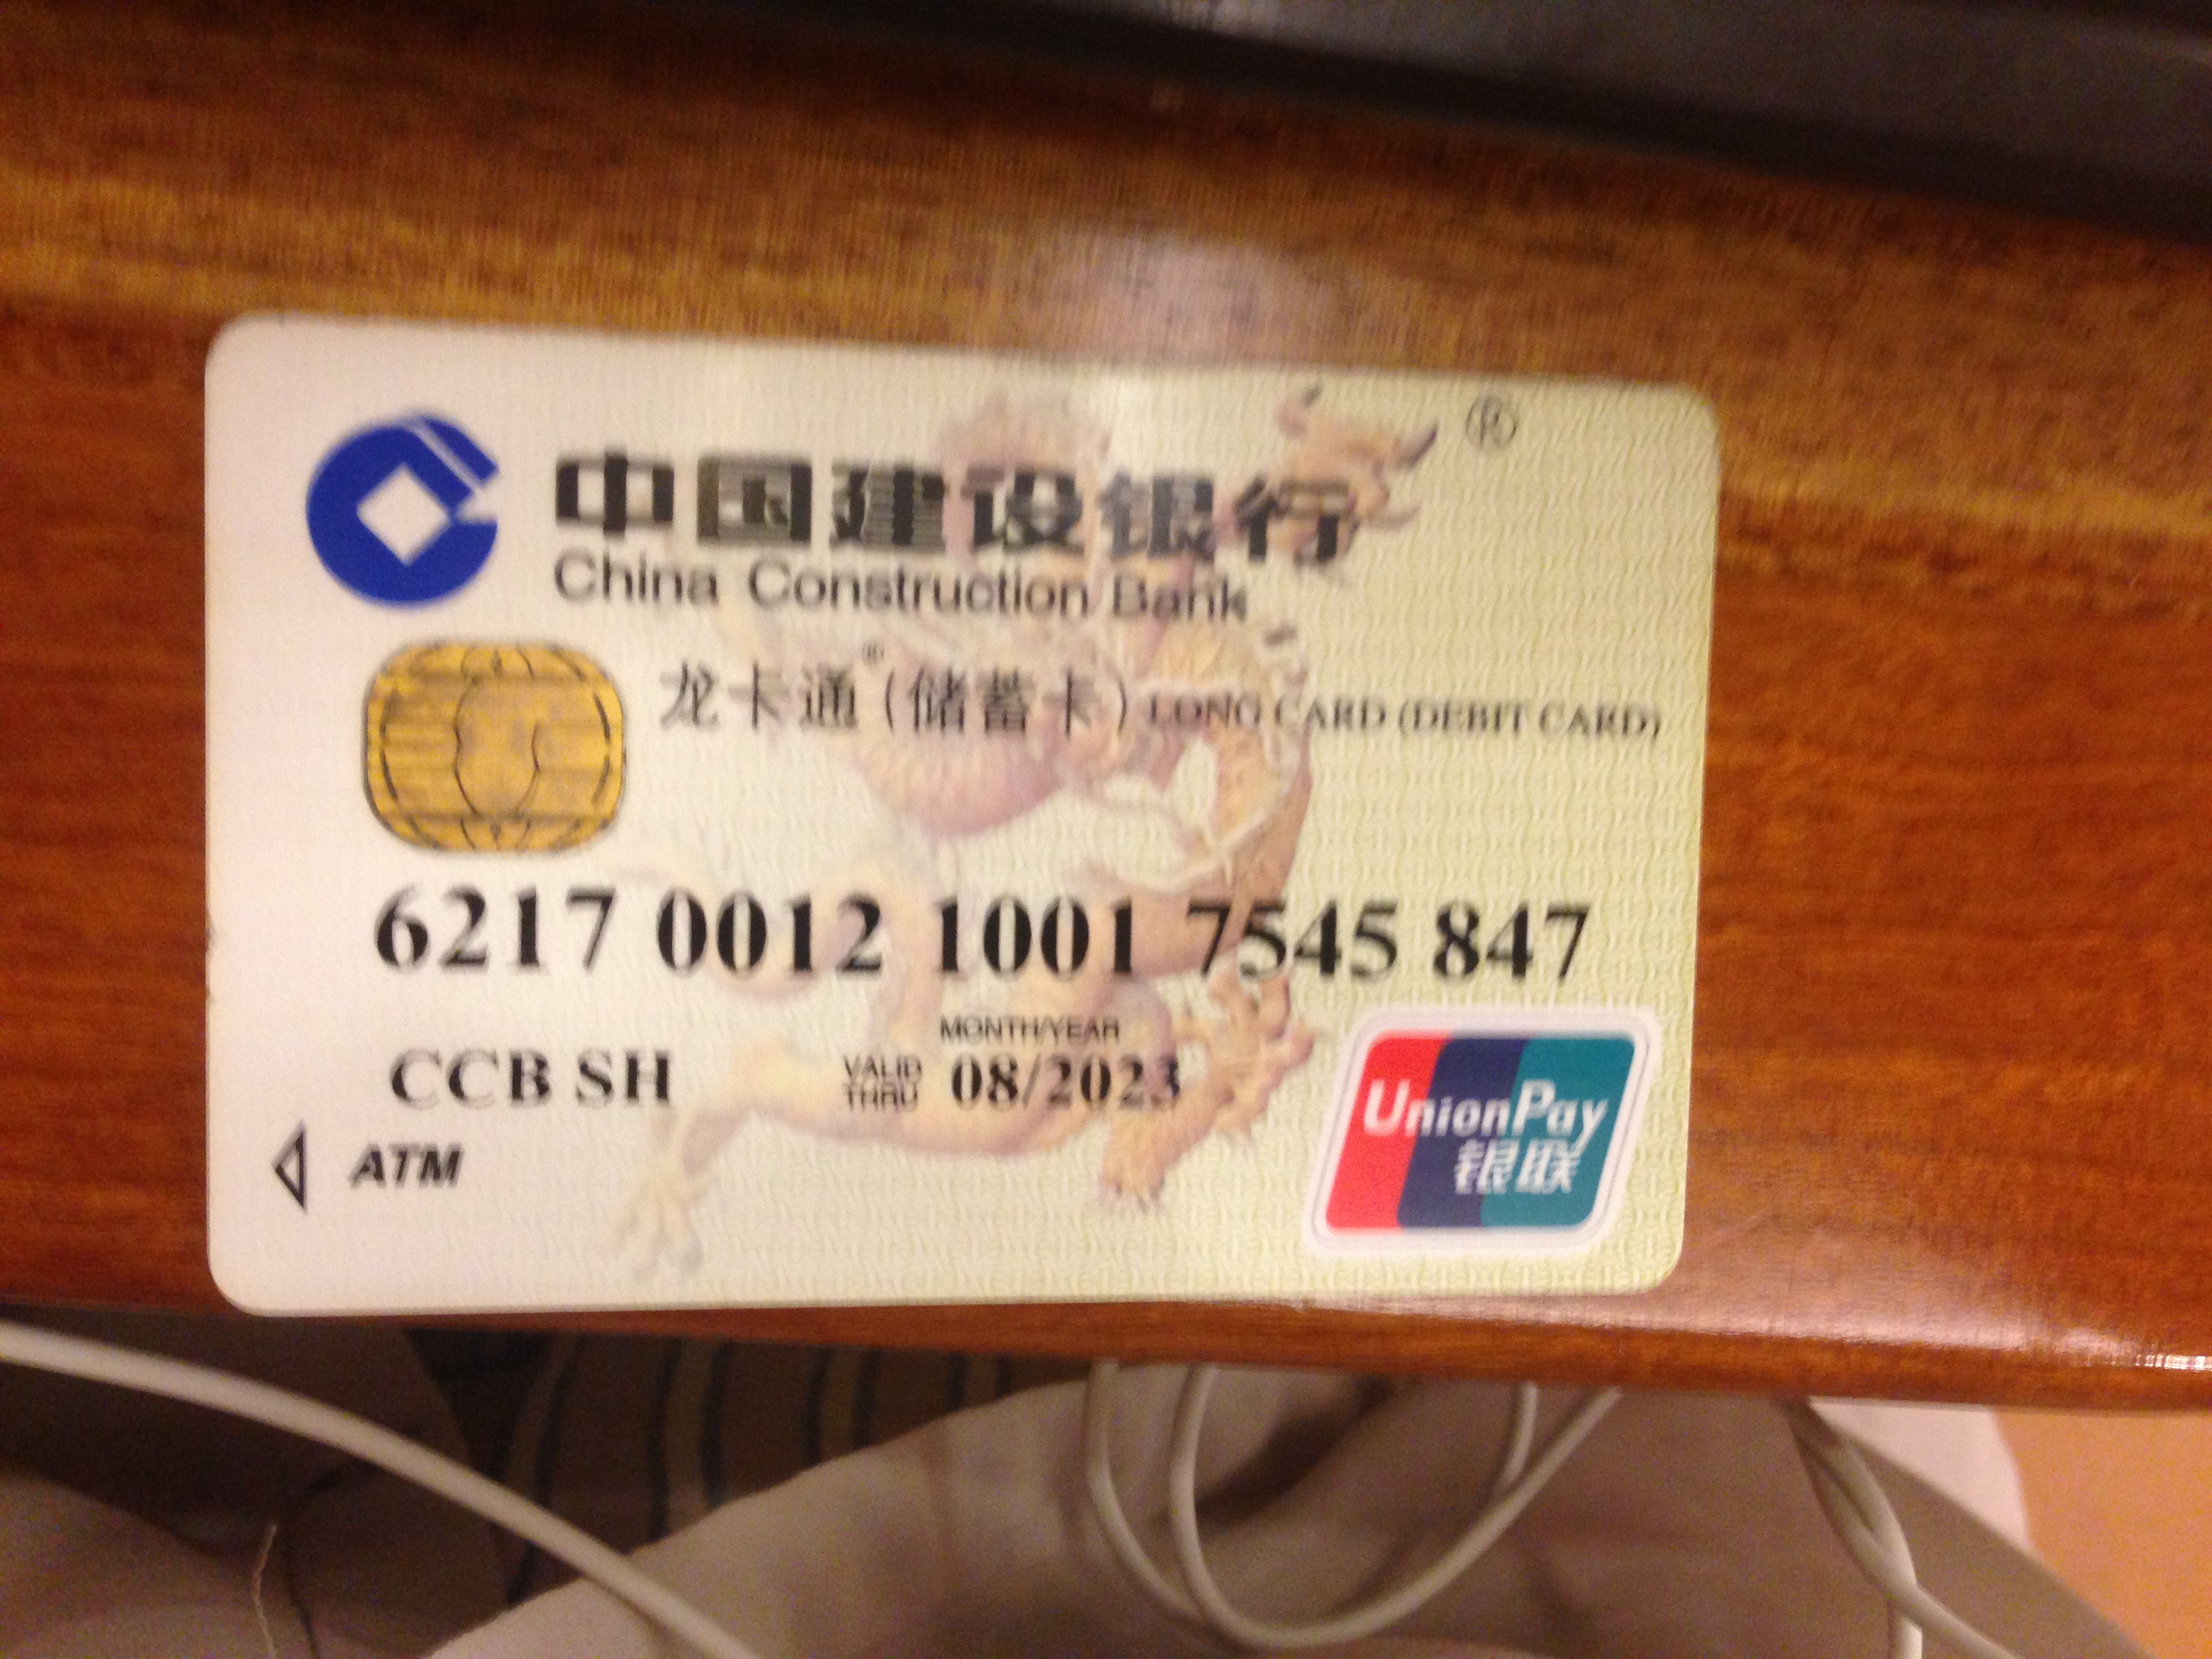 中国建设银行®
China Construction Bank
龙卡通®(储蓄卡) LONG CARD (DEBIT CARD)
6217 0012 1001 7545 847
MONTH/YEAR
CCB SH VALID THRU 08/2023
ATM
UnionPay
银联